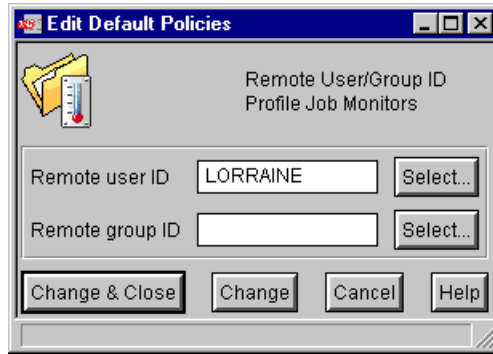 Edit Default Policies
Remote User/Group ID
Profile Job Monitors
Remote user ID LORRAINE Select...
Remote group ID Select...
Change & Close Change Cancel Help